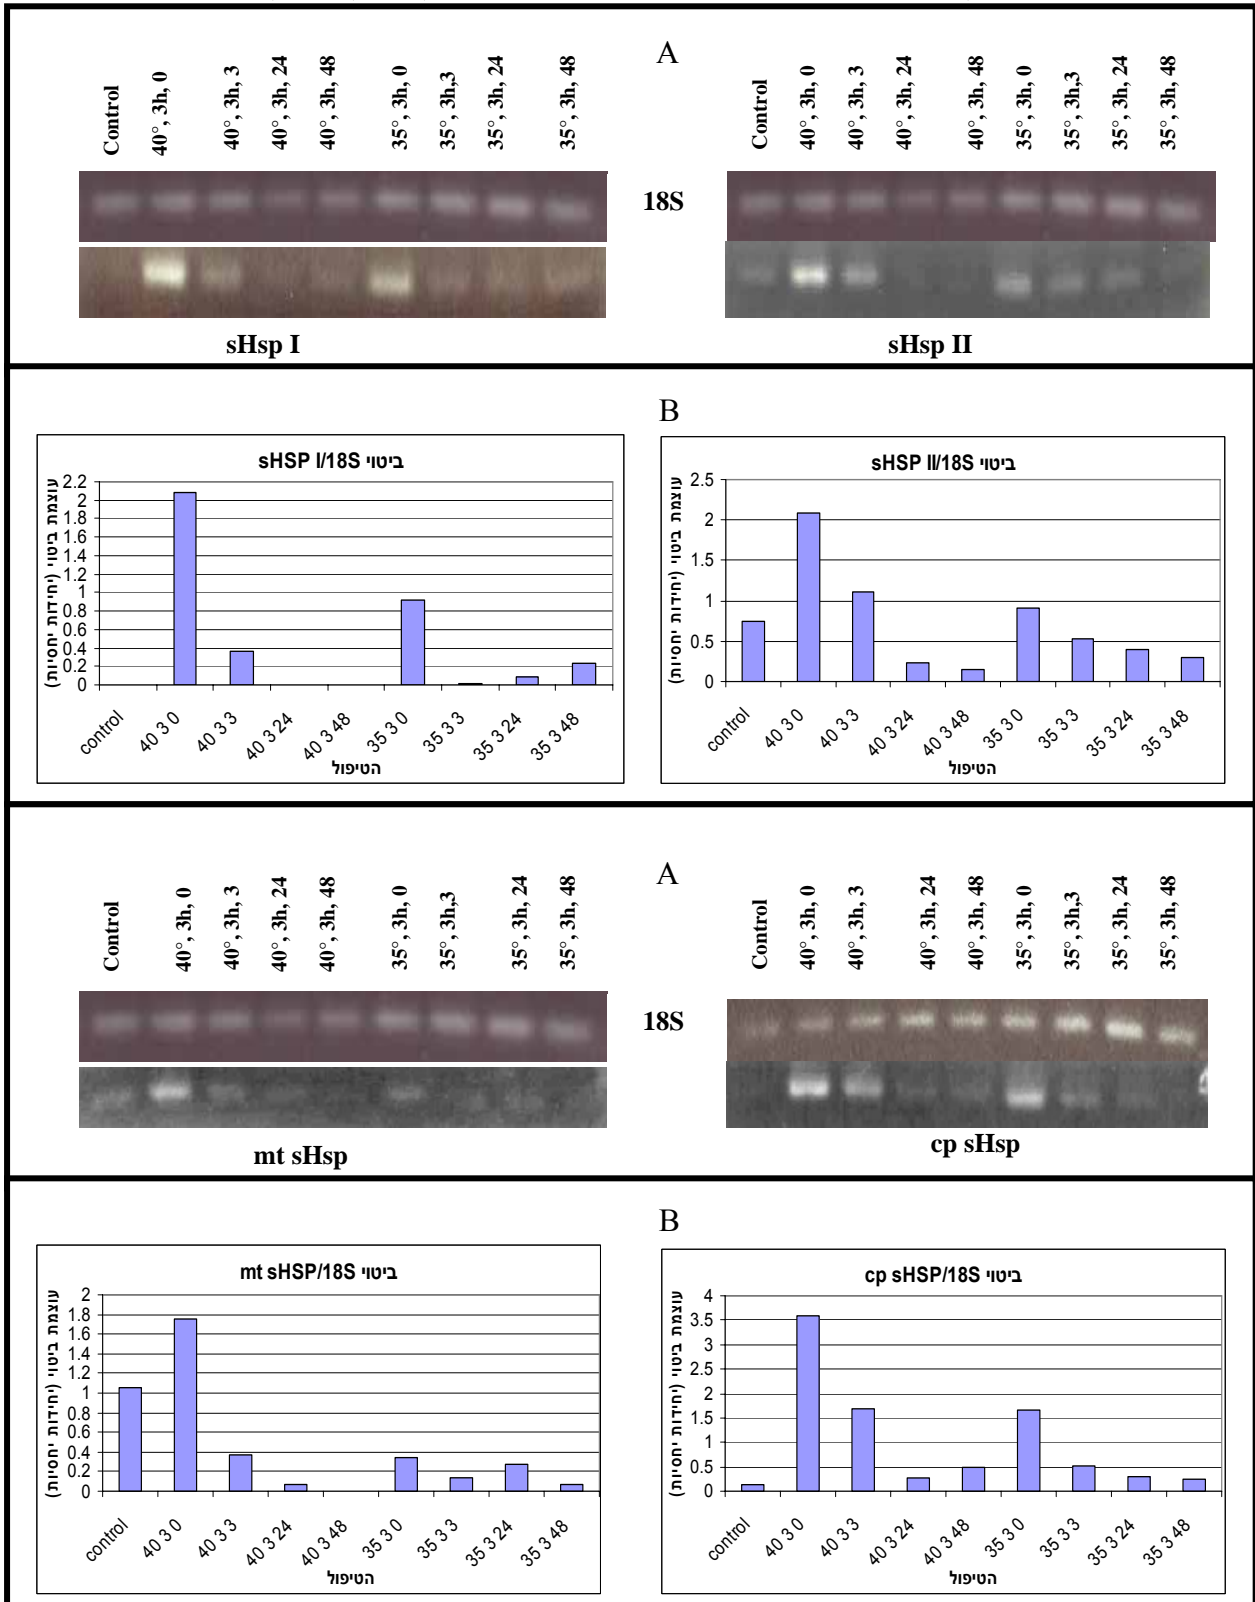 A
Control
40°, 3h, 0
40°, 3h, 3
40°, 3h, 24
40°, 3h, 48
35°, 3h, 0
35°, 3h,3
35°, 3h, 24
35°, 3h, 48
Control
40°, 3h, 0
40°, 3h, 3
40°, 3h, 24
40°, 3h, 48
35°, 3h, 0
35°, 3h,3
35°, 3h, 24
35°, 3h, 48
18S
sHsp I
sHsp II
B
ביטוי sHSP I/18S
עוצמת ביטוי (יחידות יחסיות)
2.2
2
1.8
1.6
1.4
1.2
1
0.8
0.6
0.4
0.2
0
control
40 3 0
40 3 3
40 3 24
40 3 48
35 3 0
35 3 3
35 3 24
35 3 48
הטיפול
ביטוי sHSP II/18S
עוצמת ביטוי (יחידות יחסיות)
2.5
2
1.5
1
0.5
0
control
40 3 0
40 3 3
40 3 24
40 3 48
35 3 0
35 3 3
35 3 24
35 3 48
הטיפול
A
Control
40°, 3h, 0
40°, 3h, 3
40°, 3h, 24
40°, 3h, 48
35°, 3h, 0
35°, 3h,3
35°, 3h, 24
35°, 3h, 48
Control
40°, 3h, 0
40°, 3h, 3
40°, 3h, 24
40°, 3h, 48
35°, 3h, 0
35°, 3h,3
35°, 3h, 24
35°, 3h, 48
18S
mt sHsp
cp sHsp
B
ביטוי mt sHSP/18S
עוצמת ביטוי (יחידות יחסיות)
2
1.8
1.6
1.4
1.2
1
0.8
0.6
0.4
0.2
0
control
40 3 0
40 3 3
40 3 24
40 3 48
35 3 0
35 3 3
35 3 24
35 3 48
הטיפול
ביטוי cp sHSP/18S
עוצמת ביטוי (יחידות יחסיות)
4
3.5
3
2.5
2
1.5
1
0.5
0
control
40 3 0
40 3 3
40 3 24
40 3 48
35 3 0
35 3 3
35 3 24
35 3 48
הטיפול